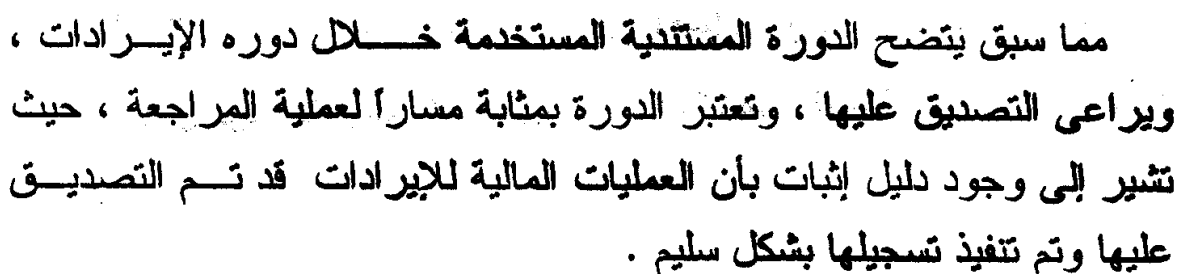 مما سبق يتضح الدورة المستندية المستخدمة خلال دوره الإيرادات ،
ويراعى التصديق عليها ، وتعتبر الدورة بمثابة مساراً لعملية المراجعة ، حيث
تشير إلى وجود دليل إثبات بأن العمليات المالية للإيرادات قد تم التصديق
عليها وتم تنفيذ تسجيلها بشكل سليم .